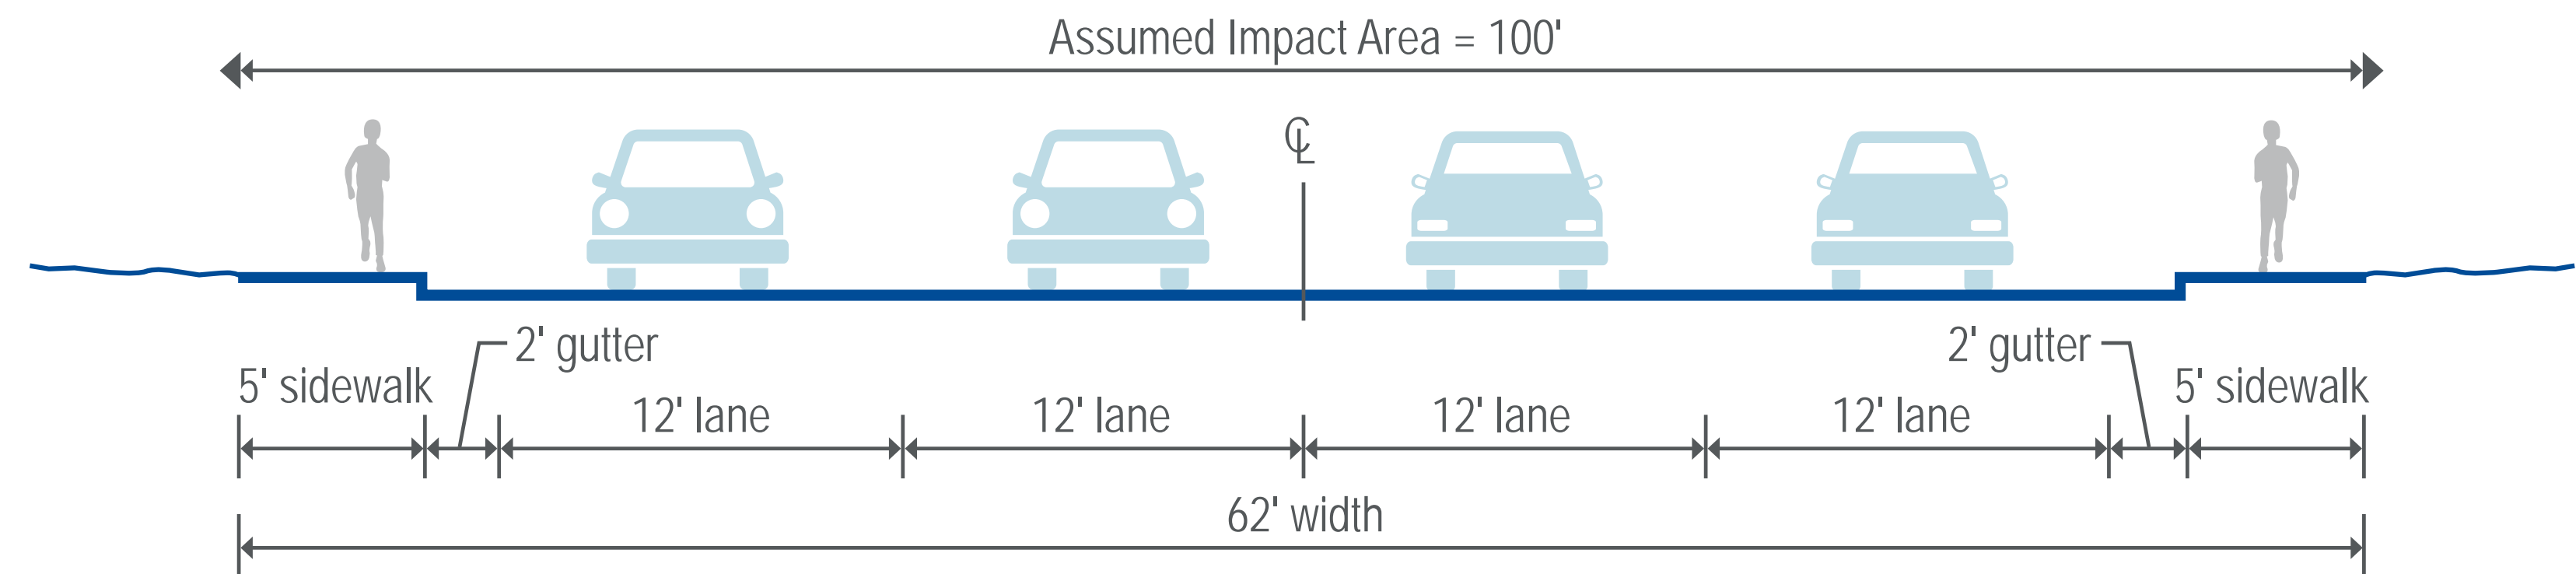 Assumed Impact Area = 100'
℄
2' gutter
2' gutter
5' sidewalk
5' sidewalk
12' lane
12' lane
12' lane
12' lane
62' width